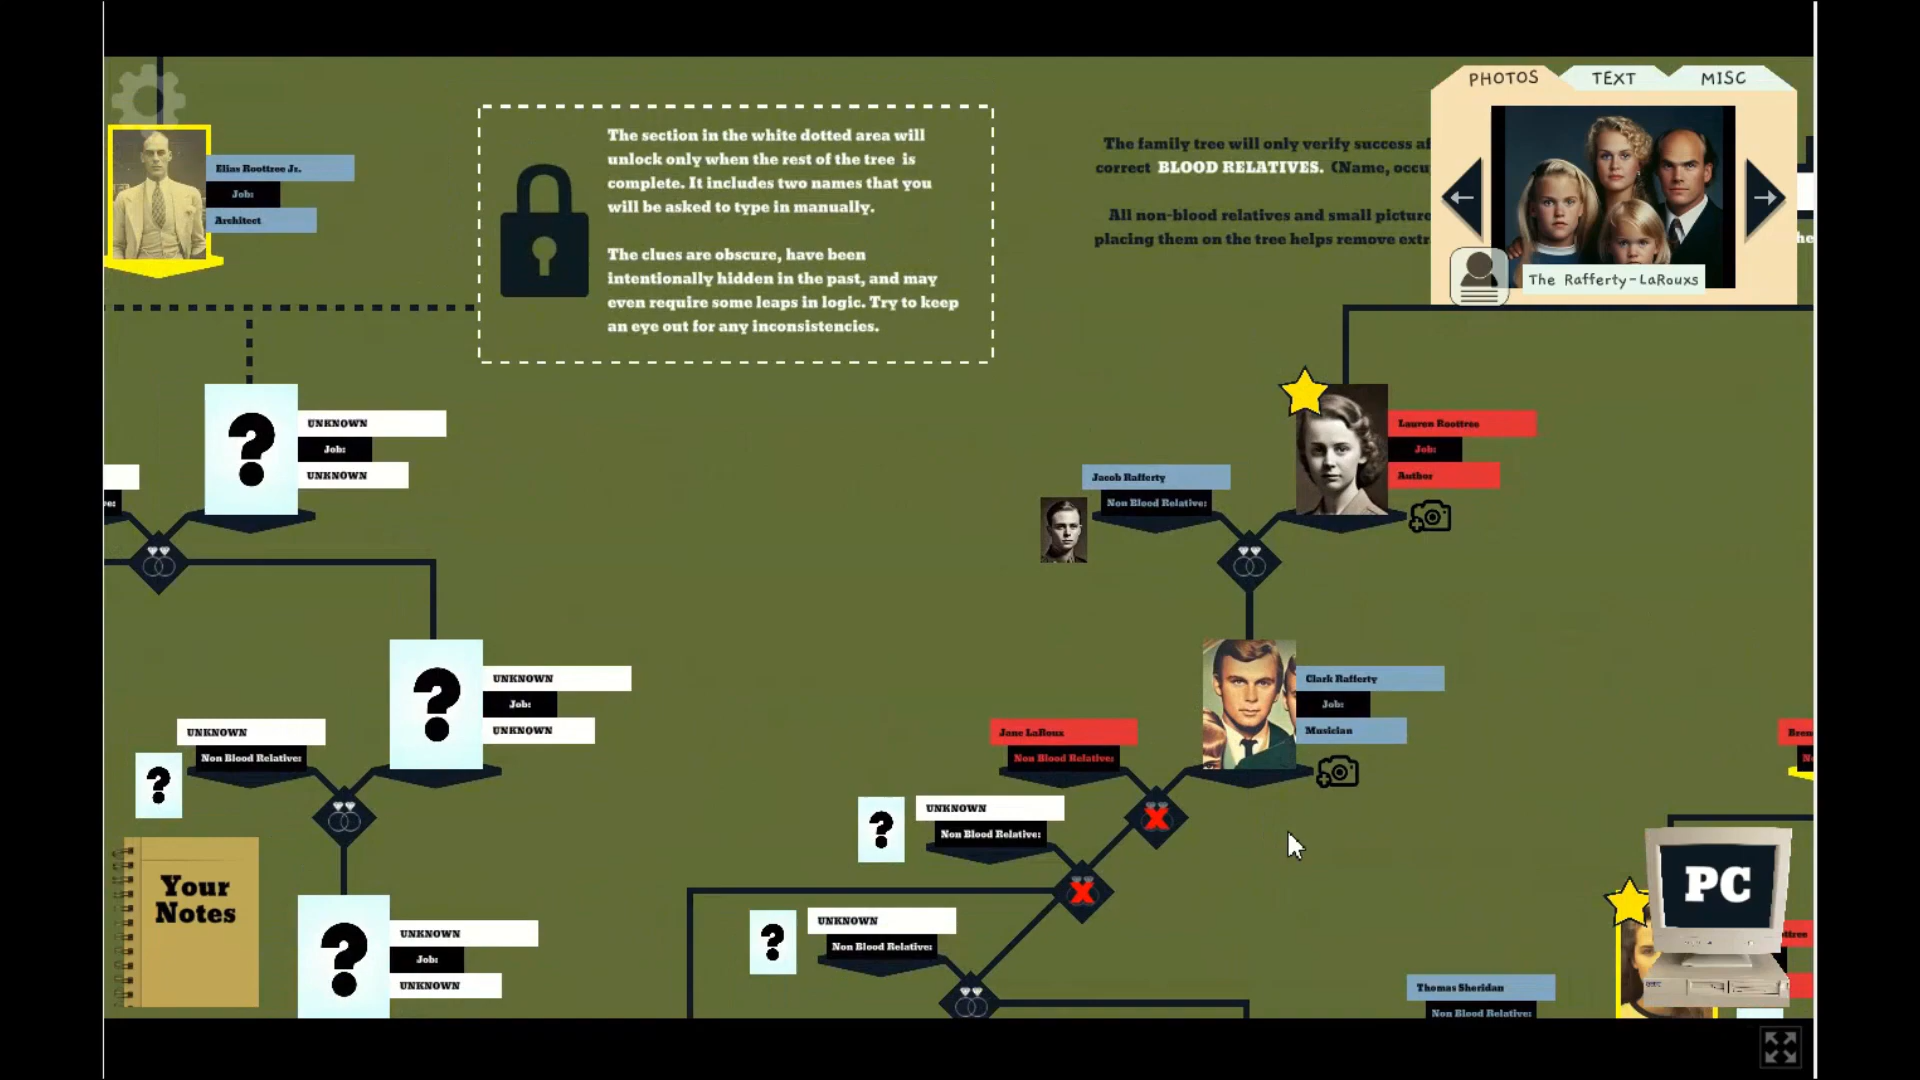 PHOTOS
TEXT
MISC
The section in the white dotted area will
unlock only when the rest of the tree is
complete. It includes two names that you
will be asked to type in manually.
The clues are obscure, have been
intentionally hidden in the past, and may
even require some leaps in logic. Try to keep
an eye out for any inconsistencies.
The family tree will only verify success af
correct BLOOD RELATIVES. (Name, occu
All non-blood relatives and small picture
placing them on the tree helps remove extr
he
The Rafferty-LaRouxs
Elias Roottree Jr.
Job:
Architect
UNKNOWN
Job:
UNKNOWN
Lauren Roottree
Job:
Author
Jacob Rafferty
Non Blood Relative:
ve:
UNKNOWN
Job:
UNKNOWN
Clark Rafferty
Job:
Musician
UNKNOWN
Non Blood Relative:
Jane LaRoux
Non Blood Relative:
Bren
UNKNOWN
Non Blood Relative:
Your
Notes
PC
UNKNOWN
Non Blood Relative:
UNKNOWN
Job:
UNKNOWN
ottree
Thomas Sheridan
Non Blood Relative: